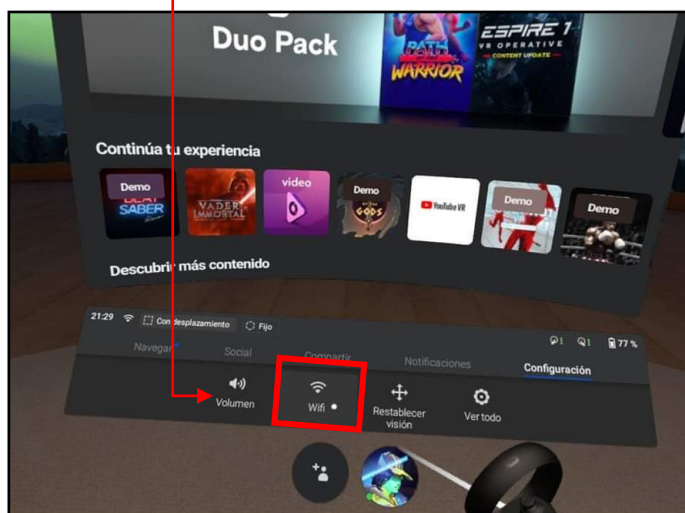 Duo Pack
PATH
WARRIOR
ESPIRE 1
VR OPERATIVE
CONTENT UPDATE
Continúa tu experiencia
Demo
BEAT
SABER
VADER
IMMORTAL
video
Demo
GODS
YouTube VR
Demo
Demo
Descubrir más contenido
21:29 Con desplazamiento Fijo 77 %
Navegar Social Compartir Notificaciones Configuración
Volumen Wifi Restablecer visión Ver todo